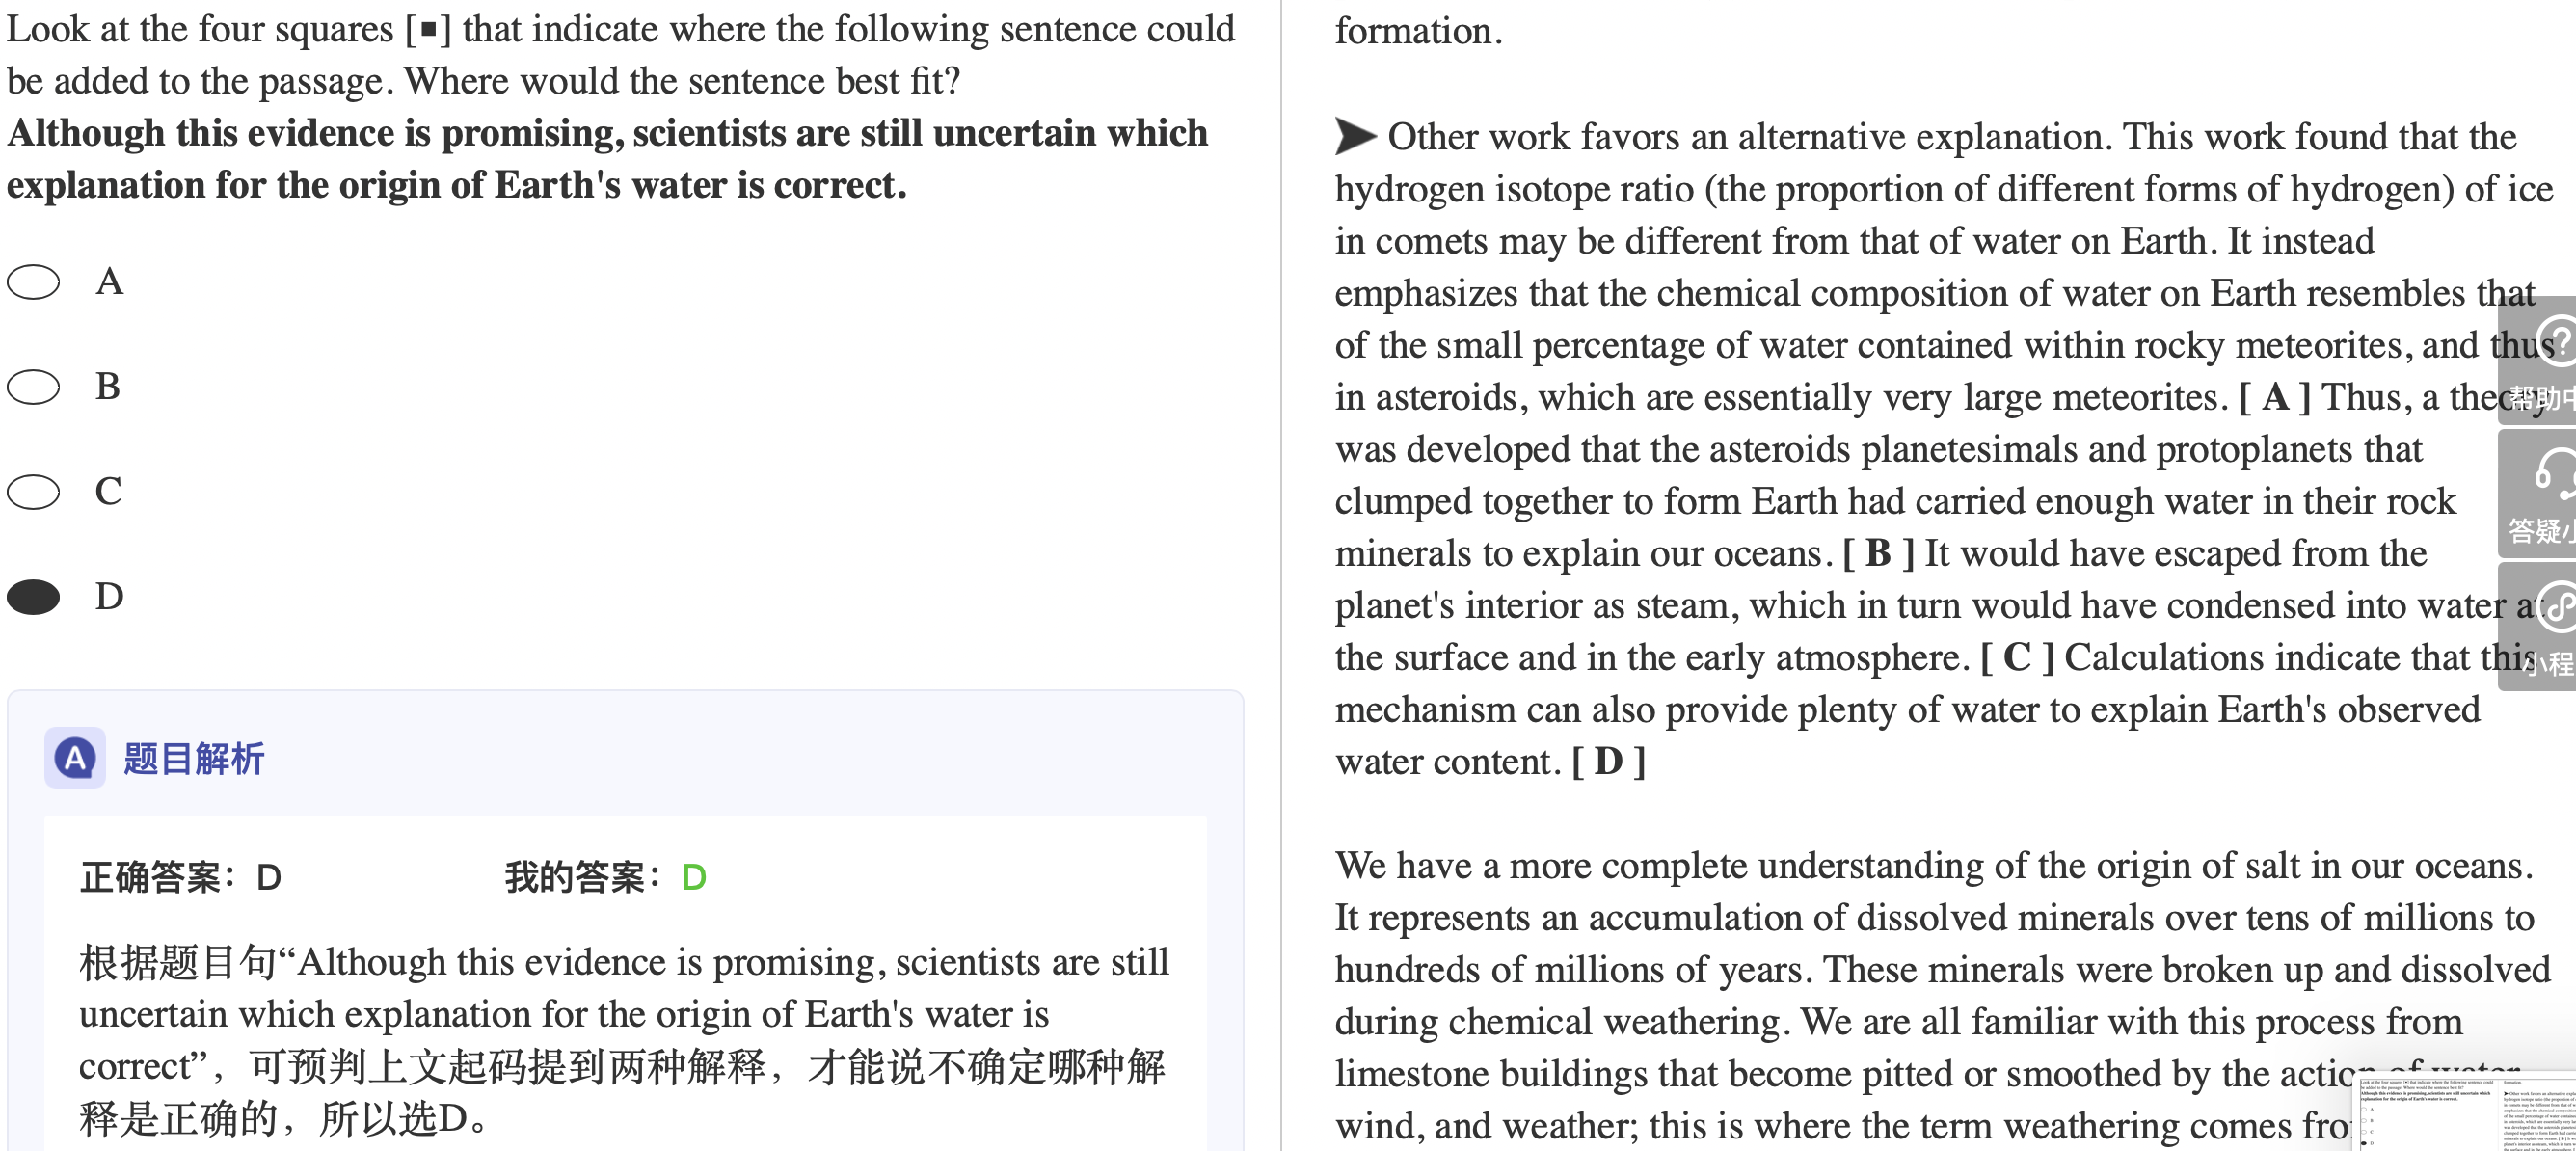 Look at the four squares [▪] that indicate where the following sentence could
be added to the passage. Where would the sentence best fit?
Although this evidence is promising, scientists are still uncertain which
explanation for the origin of Earth's water is correct.
A
B
C
D
A 题目解析
正确答案：D 我的答案：D
根据题目句“Although this evidence is promising, scientists are still
uncertain which explanation for the origin of Earth's water is
correct”，可预判上文起码提到两种解释，才能说不确定哪种解
释是正确的，所以选D。
formation.
➤ Other work favors an alternative explanation. This work found that the
hydrogen isotope ratio (the proportion of different forms of hydrogen) of ice
in comets may be different from that of water on Earth. It instead
emphasizes that the chemical composition of water on Earth resembles that
of the small percentage of water contained within rocky meteorites, and thus
in asteroids, which are essentially very large meteorites. [ A ] Thus, a theory
was developed that the asteroids planetesimals and protoplanets that
clumped together to form Earth had carried enough water in their rock
minerals to explain our oceans. [ B ] It would have escaped from the
planet's interior as steam, which in turn would have condensed into water at
the surface and in the early atmosphere. [ C ] Calculations indicate that this
mechanism can also provide plenty of water to explain Earth's observed
water content. [ D ]
We have a more complete understanding of the origin of salt in our oceans.
It represents an accumulation of dissolved minerals over tens of millions to
hundreds of millions of years. These minerals were broken up and dissolved
during chemical weathering. We are all familiar with this process from
limestone buildings that become pitted or smoothed by the action of water
wind, and weather; this is where the term weathering comes fro
帮助中
答疑小
小程